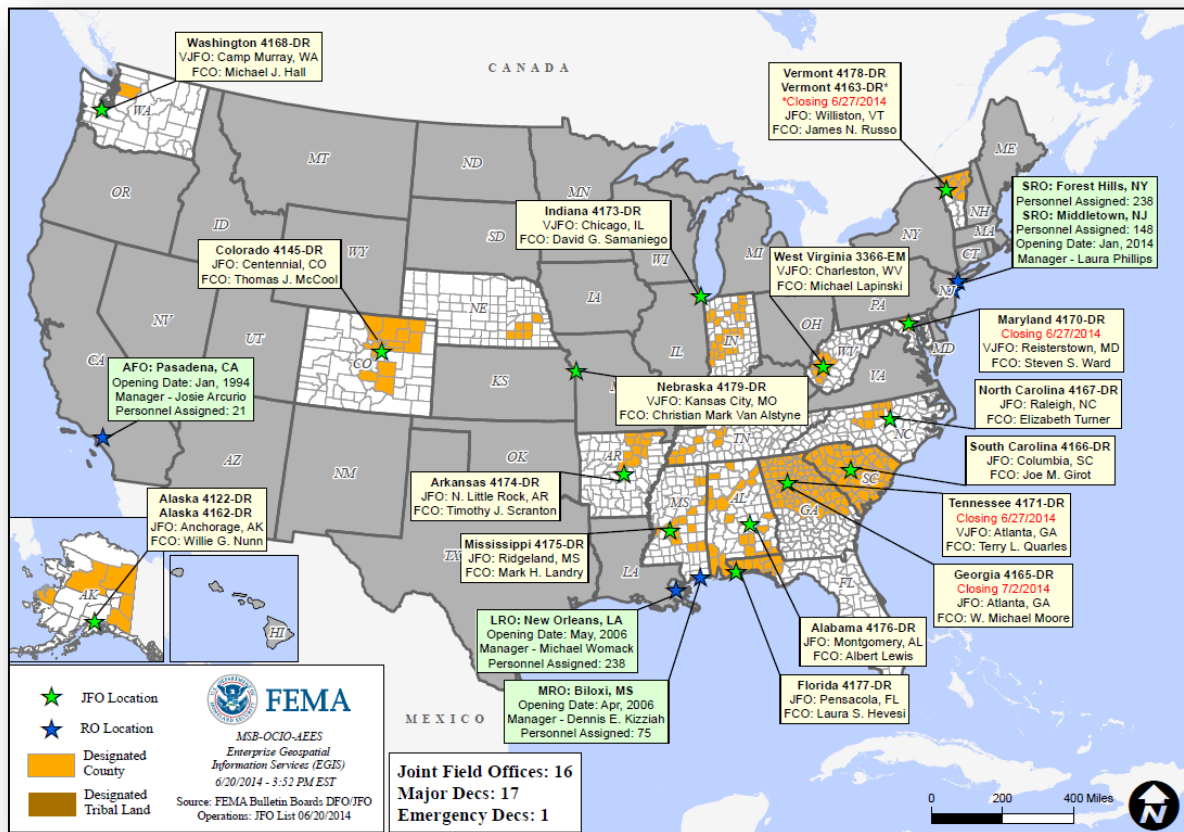 CANADA
Washington 4168-DR
VJFO: Camp Murray, WA
FCO: Michael J. Hall
Vermont 4178-DR
Vermont 4163-DR*
*Closing 6/27/2014
JFO: Williston, VT
FCO: James N. Russo
SRO: Forest Hills, NY
Personnel Assigned: 238
SRO: Middletown, NJ
Personnel Assigned: 148
Opening Date: Jan, 2014
Manager - Laura Phillips
Indiana 4173-DR
VJFO: Chicago, IL
FCO: David G. Samaniego
Colorado 4145-DR
JFO: Centennial, CO
FCO: Thomas J. McCool
West Virginia 3366-EM
VJFO: Charleston, WV
FCO: Michael Lapinski
Maryland 4170-DR
Closing 6/27/2014
VJFO: Reisterstown, MD
FCO: Steven S. Ward
AFO: Pasadena, CA
Opening Date: Jan, 1994
Manager - Josie Arcurio
Personnel Assigned: 21
Nebraska 4179-DR
VJFO: Kansas City, MO
FCO: Christian Mark Van Alstyne
North Carolina 4167-DR
JFO: Raleigh, NC
FCO: Elizabeth Turner
South Carolina 4166-DR
JFO: Columbia, SC
FCO: Joe M. Girot
Arkansas 4174-DR
JFO: N. Little Rock, AR
FCO: Timothy J. Scranton
Alaska 4122-DR
Alaska 4162-DR
JFO: Anchorage, AK
FCO: Willie G. Nunn
Tennessee 4171-DR
Closing 6/27/2014
VJFO: Atlanta, GA
FCO: Terry L. Quarles
Mississippi 4175-DR
JFO: Ridgeland, MS
FCO: Mark H. Landry
Georgia 4165-DR
Closing 7/2/2014
JFO: Atlanta, GA
FCO: W. Michael Moore
LRO: New Orleans, LA
Opening Date: May, 2006
Manager - Michael Womack
Personnel Assigned: 238
Alabama 4176-DR
JFO: Montgomery, AL
FCO: Albert Lewis
MRO: Biloxi, MS
Opening Date: Apr, 2006
Manager - Dennis E. Kizziah
Personnel Assigned: 75
Florida 4177-DR
JFO: Pensacola, FL
FCO: Laura S. Hevesi
WA
MT
ND
MN
ME
OR
ID
SD
WI
MI
NY
NH
MA
CT
WY
IA
PA
NJ
NE
NV
UT
CO
IL
IN
OH
WV
MD
VA
CA
KS
AZ
NM
OK
AR
TN
NC
SC
MS
AL
GA
TX
LA
FL
AK
HI
MEXICO
JFO Location
RO Location
Designated
County
Designated
Tribal Land
FEMA
MSB-OCIO-AEES
Enterprise Geospatial
Information Services (EGIS)
6/20/2014 - 3:52 PM EST
Source: FEMA Bulletin Boards DFO/JFO
Operations: JFO List 06/20/2014
Joint Field Offices: 16
Major Decs: 17
Emergency Decs: 1
0 200 400 Miles
N